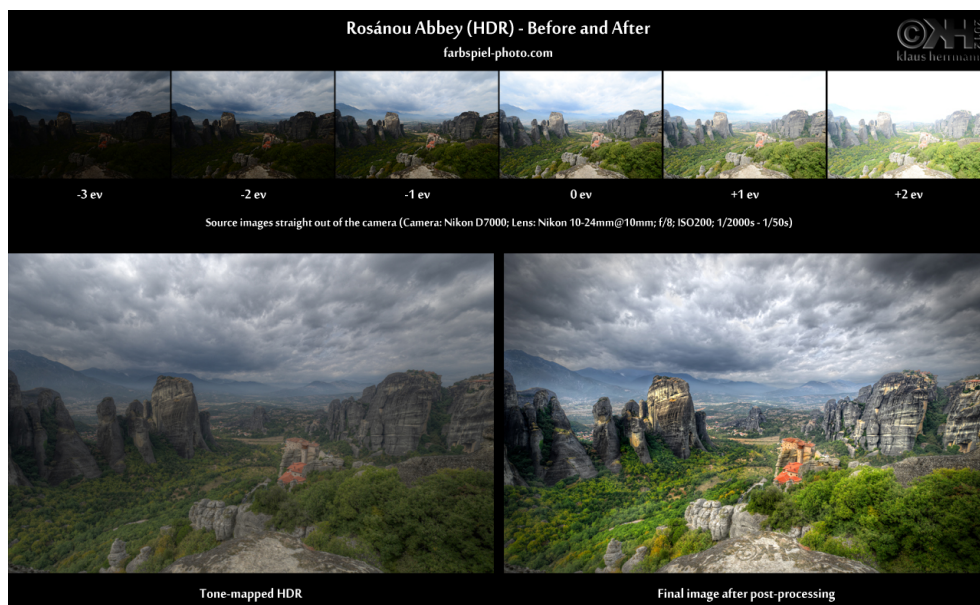 Rosánou Abbey (HDR) - Before and After
farbspiel-photo.com
©KH 2012
klaus herrmann
-3 ev
-2 ev
-1 ev
0 ev
+1 ev
+2 ev
Source images straight out of the camera (Camera: Nikon D7000; Lens: Nikon 10-24mm@10mm; f/8; ISO200; 1/2000s - 1/50s)
Tone-mapped HDR
Final image after post-processing